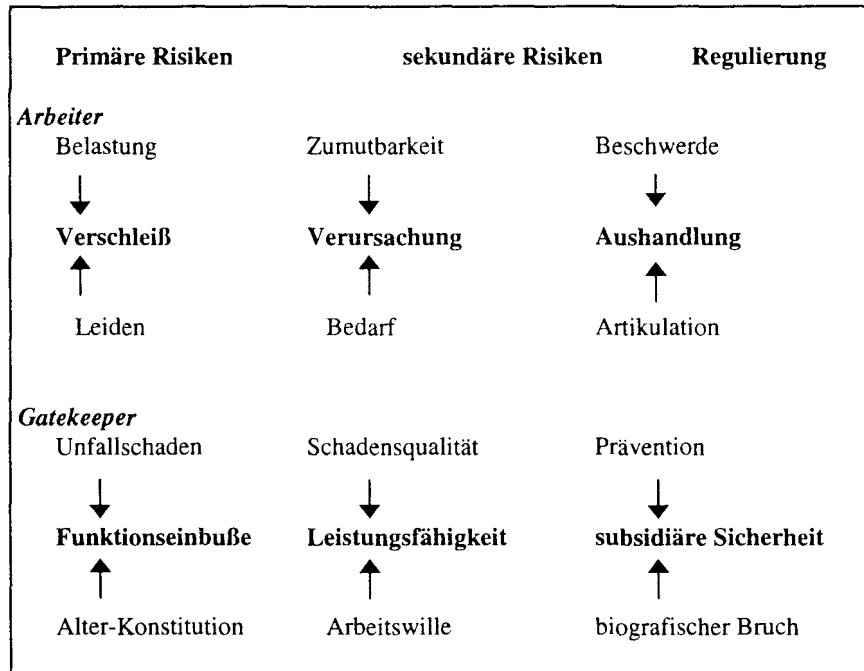 Primäre Risiken sekundäre Risiken Regulierung
Arbeiter
Belastung Zumutbarkeit Beschwerde
Verschleiß Verursachung Aushandlung
Leiden Bedarf Artikulation
Gatekeeper
Unfallschaden Schadensqualität Prävention
Funktionseinbuße Leistungsfähigkeit subsidiäre Sicherheit
Alter-Konstitution Arbeitswille biografischer Bruch